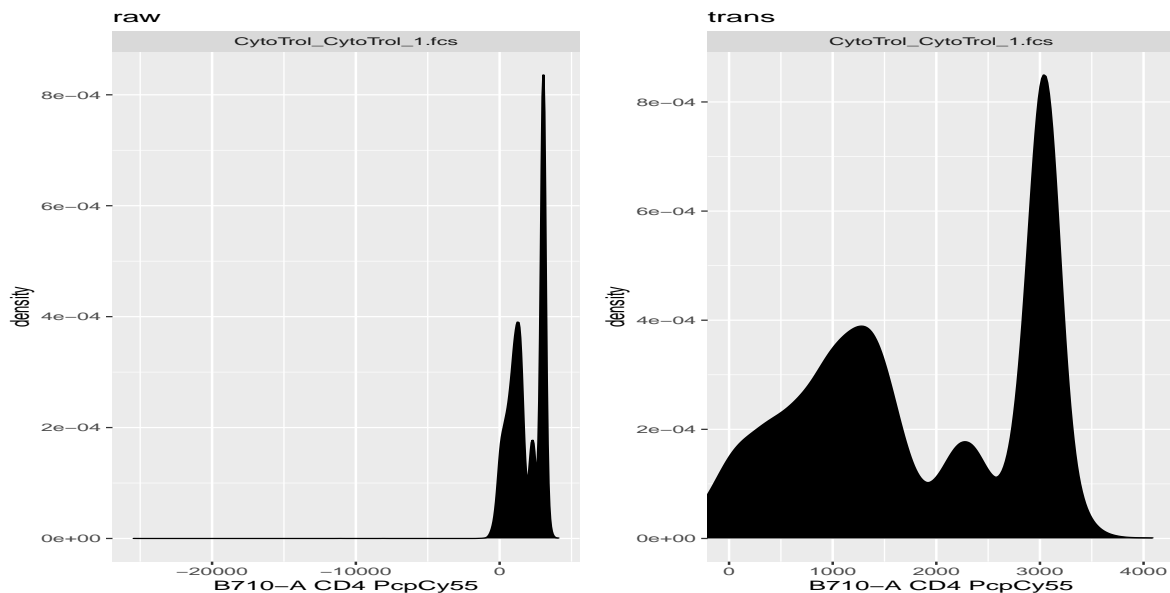 raw
CytoTrol_CytoTrol_1.fcs
8e−04
6e−04
4e−04
2e−04
0e+00
density
−20000 −10000 0
B710−A CD4 PcpCy55
trans
CytoTrol_CytoTrol_1.fcs
8e−04
6e−04
4e−04
2e−04
0e+00
density
0 1000 2000 3000 4000
B710−A CD4 PcpCy55